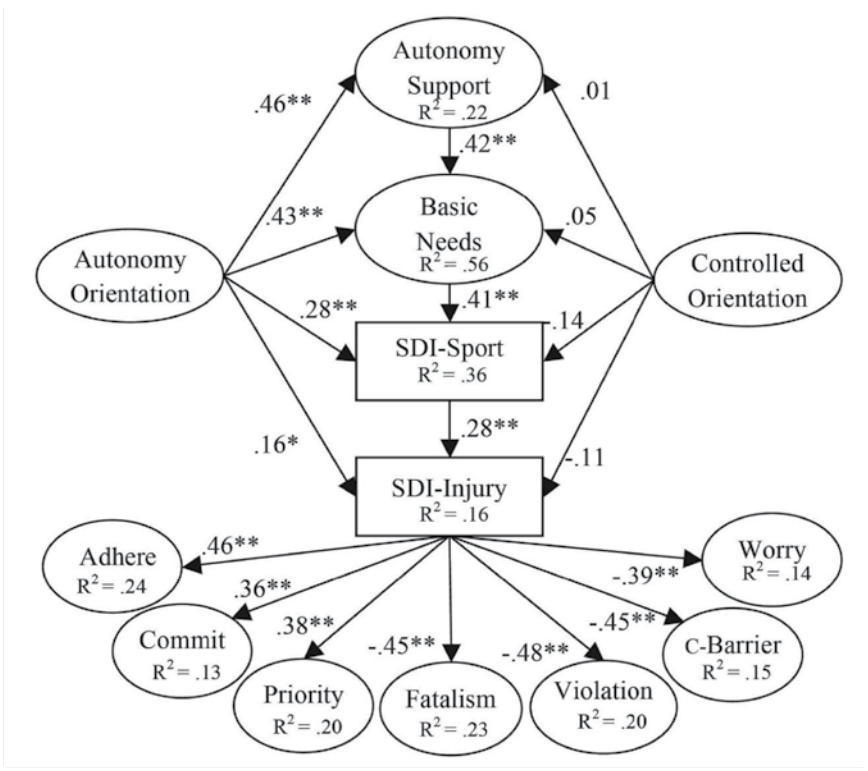 Autonomy
Support
R² = .22
.46**
.01
.42**
Basic
Needs
R² = .56
.43**
.05
Autonomy
Orientation
Controlled
Orientation
.41**
.28**
-.14
SDI-Sport
R² = .36
.28**
.16*
-.11
SDI-Injury
R² = .16
Adhere
R² = .24
.46**
-.39**
Worry
R² = .14
Commit
R² = .13
.36**
-.45**
c-Barrier
R² = .15
.38**
-.45**
-.48**
Priority
R² = .20
Fatalism
R² = .23
Violation
R² = .20